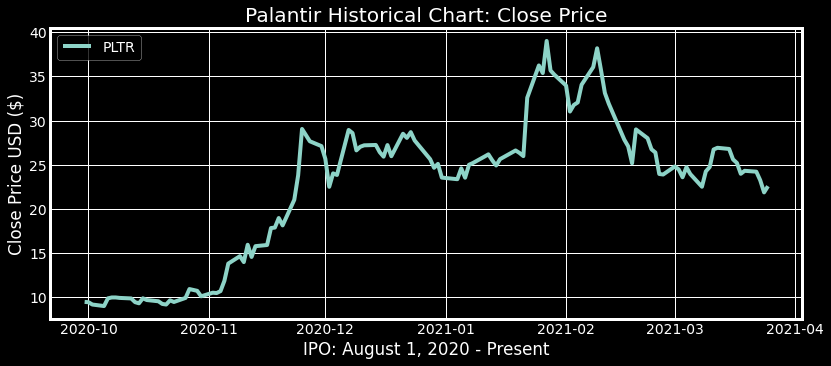 Palantir Historical Chart: Close Price
PLTR
Close Price USD ($)
40
35
30
25
20
15
10
2020-10 2020-11 2020-12 2021-01 2021-02 2021-03 2021-04
IPO: August 1, 2020 - Present